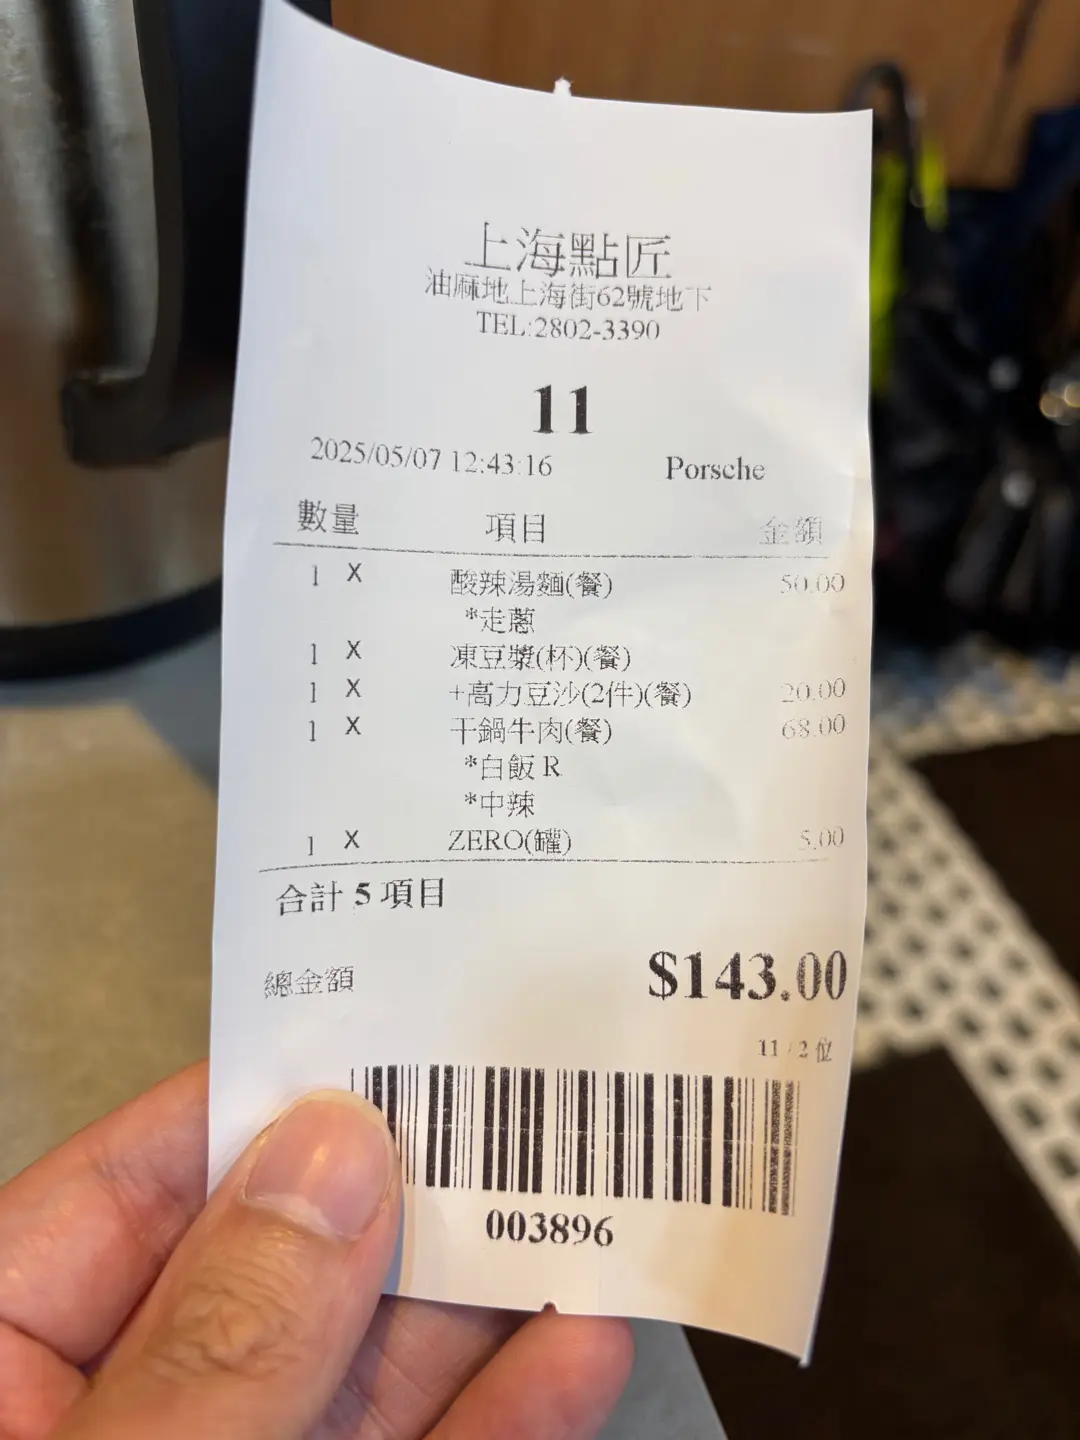 上海點匠
油麻地上海街62號地下
TEL:2802-3390
11
2025/05/07 12:43:16 Porsche
數量 項目 金額
1 X 酸辣湯麵(餐) 50.00
*走蔥
1 X 凍豆漿(杯)(餐)
1 X +高力豆沙(2件)(餐) 20.00
1 X 干鍋牛肉(餐) 68.00
*白飯 R
*中辣
1 X ZERO(罐) 5.00
合計 5 項目
總金額 $143.00
11 / 2 位
003896